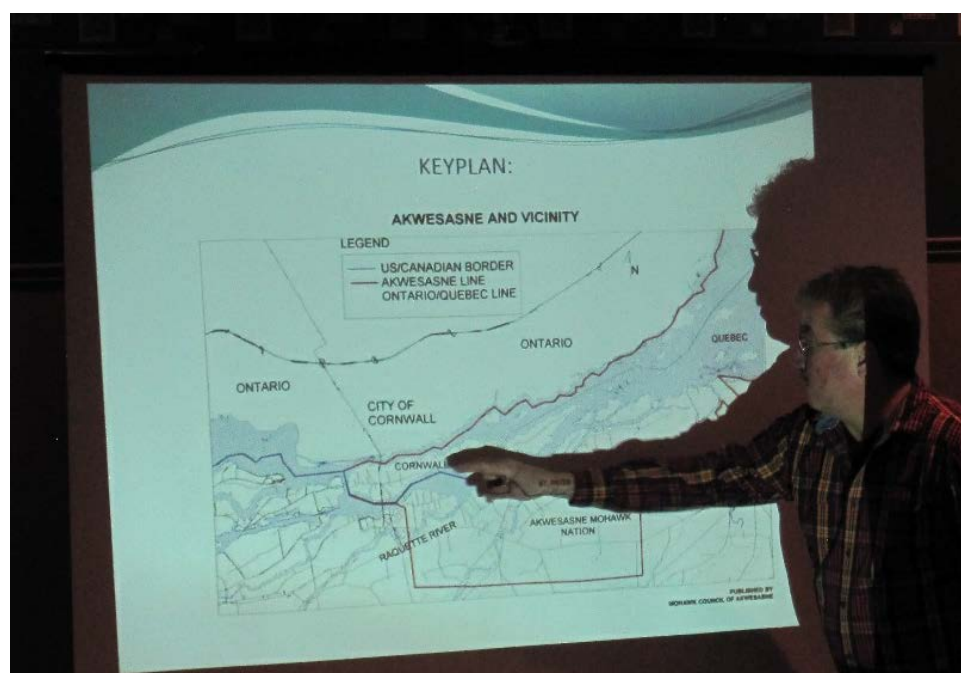 KEYPLAN:
AKWESASNE AND VICINITY
LEGEND
US/CANADIAN BORDER
AKWESASNE LINE
ONTARIO/QUEBEC LINE
N
ONTARIO
QUEBEC
ONTARIO
CITY OF
CORNWALL
CORNWALL
RAQUETTE RIVER
AKWESASNE MOHAWK
NATION
PUBLISHED BY
MOHAWK COUNCIL OF AKWESASNE